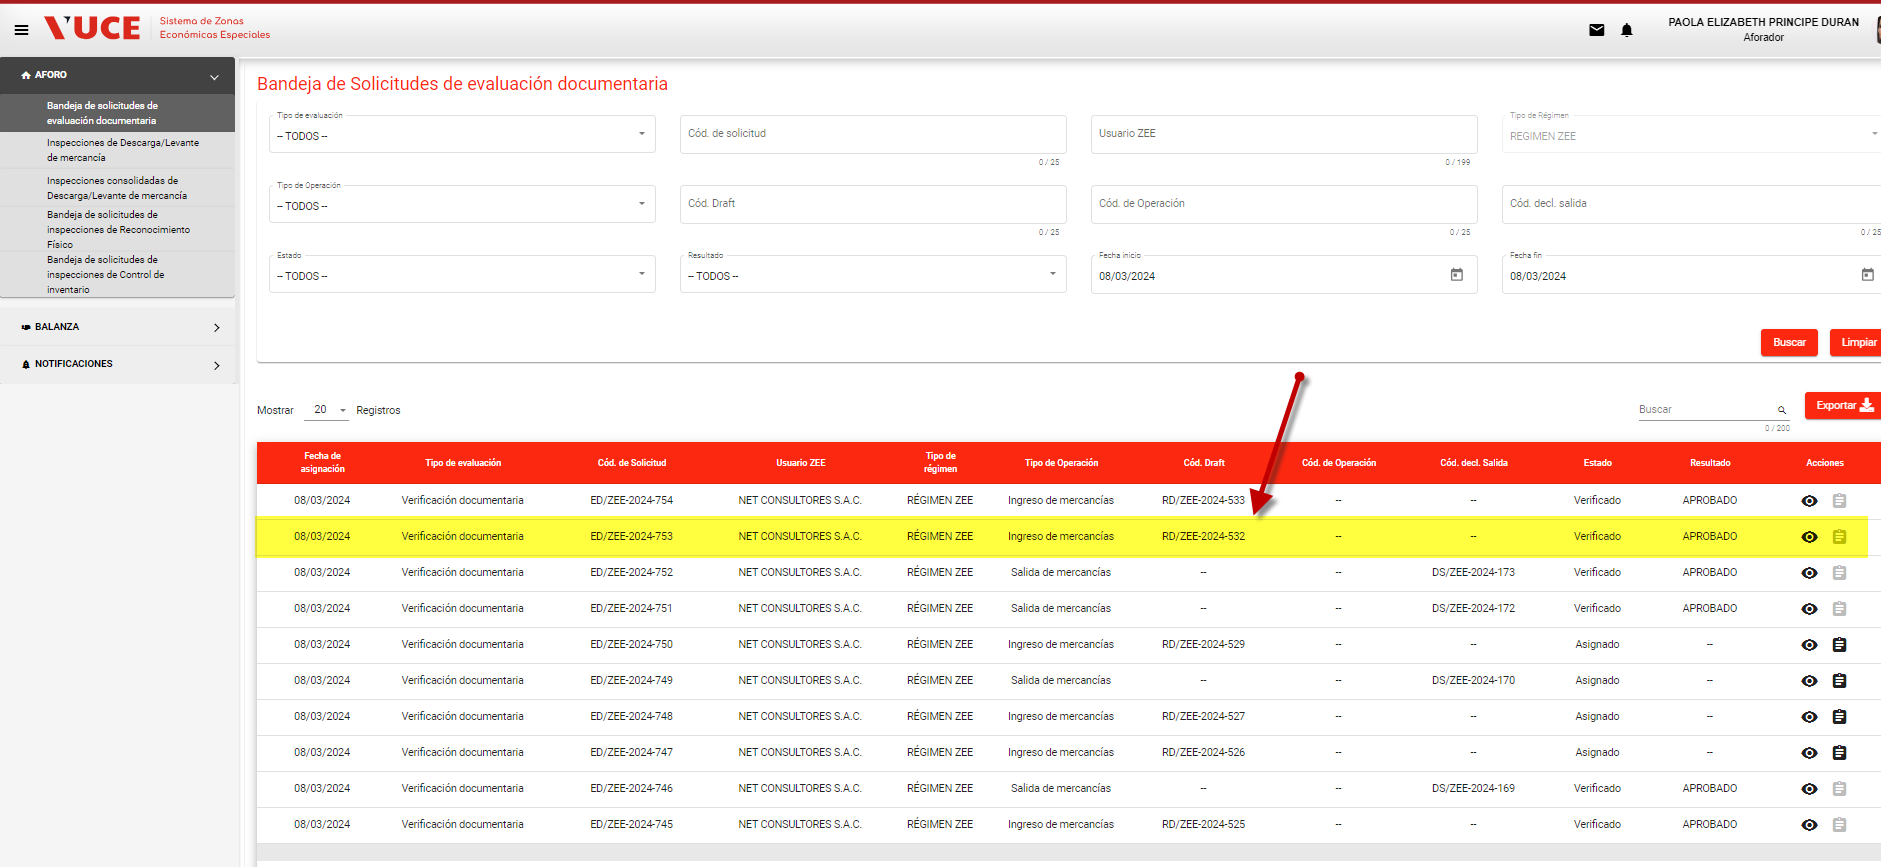 VUCE
Sistema de Zonas
Económicas Especiales
PAOLA ELIZABETH PRINCIPE DURAN
Aforador
AFORO
Bandeja de solicitudes de
evaluación documentaria
Inspecciones de Descarga/Levante
de mercancía
Inspecciones consolidadas de
Descarga/Levante de mercancía
Bandeja de solicitudes de
inspecciones de Reconocimiento
Físico
Bandeja de solicitudes de
inspecciones de Control de
inventario
BALANZA
NOTIFICACIONES
Bandeja de Solicitudes de evaluación documentaria
Tipo de evaluación
-- TODOS --
Cód. de solicitud
0 / 25
Usuario ZEE
0 / 199
Tipo de Régimen
REGIMEN ZEE
Tipo de Operación
-- TODOS --
Cód. Draft
0 / 25
Cód. de Operación
0 / 25
Cód. decl. salida
0 / 25
Estado
-- TODOS --
Resultado
-- TODOS --
Fecha inicio
08/03/2024
Fecha fin
08/03/2024
Buscar
Limpiar
Mostrar 20 Registros
Buscar
0 / 200
Exportar
Fecha de asignación Tipo de evaluación Cód. de Solicitud Usuario ZEE Tipo de régimen Tipo de Operación Cód. Draft Cód. de Operación Cód. decl. Salida Estado Resultado Acciones
08/03/2024 Verificación documentaria ED/ZEE-2024-754 NET CONSULTORES S.A.C. RÉGIMEN ZEE Ingreso de mercancías RD/ZEE-2024-533 -- -- Verificado APROBADO
08/03/2024 Verificación documentaria ED/ZEE-2024-753 NET CONSULTORES S.A.C. RÉGIMEN ZEE Ingreso de mercancías RD/ZEE-2024-532 -- -- Verificado APROBADO
08/03/2024 Verificación documentaria ED/ZEE-2024-752 NET CONSULTORES S.A.C. RÉGIMEN ZEE Salida de mercancías -- -- DS/ZEE-2024-173 Verificado APROBADO
08/03/2024 Verificación documentaria ED/ZEE-2024-751 NET CONSULTORES S.A.C. RÉGIMEN ZEE Salida de mercancías -- -- DS/ZEE-2024-172 Verificado APROBADO
08/03/2024 Verificación documentaria ED/ZEE-2024-750 NET CONSULTORES S.A.C. RÉGIMEN ZEE Ingreso de mercancías RD/ZEE-2024-529 -- -- Asignado --
08/03/2024 Verificación documentaria ED/ZEE-2024-749 NET CONSULTORES S.A.C. RÉGIMEN ZEE Salida de mercancías -- -- DS/ZEE-2024-170 Asignado --
08/03/2024 Verificación documentaria ED/ZEE-2024-748 NET CONSULTORES S.A.C. RÉGIMEN ZEE Ingreso de mercancías RD/ZEE-2024-527 -- -- Asignado --
08/03/2024 Verificación documentaria ED/ZEE-2024-747 NET CONSULTORES S.A.C. RÉGIMEN ZEE Ingreso de mercancías RD/ZEE-2024-526 -- -- Asignado --
08/03/2024 Verificación documentaria ED/ZEE-2024-746 NET CONSULTORES S.A.C. RÉGIMEN ZEE Salida de mercancías -- -- DS/ZEE-2024-169 Verificado APROBADO
08/03/2024 Verificación documentaria ED/ZEE-2024-745 NET CONSULTORES S.A.C. RÉGIMEN ZEE Ingreso de mercancías RD/ZEE-2024-525 -- -- Verificado APROBADO